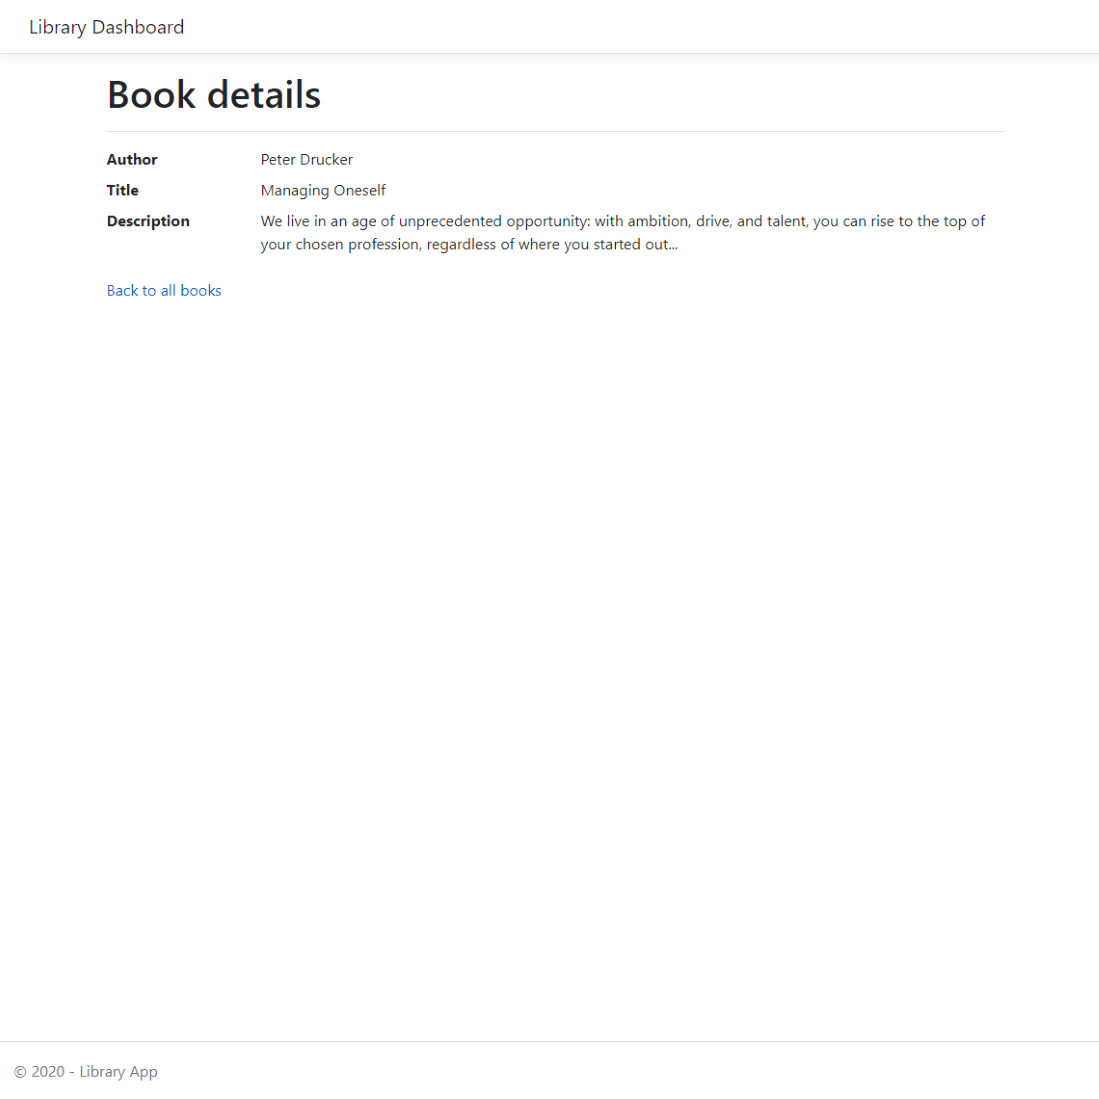 Library Dashboard
Book details
Author Peter Drucker
Title Managing Oneself
Description We live in an age of unprecedented opportunity: with ambition, drive, and talent, you can rise to the top of
your chosen profession, regardless of where you started out...
Back to all books
© 2020 - Library App